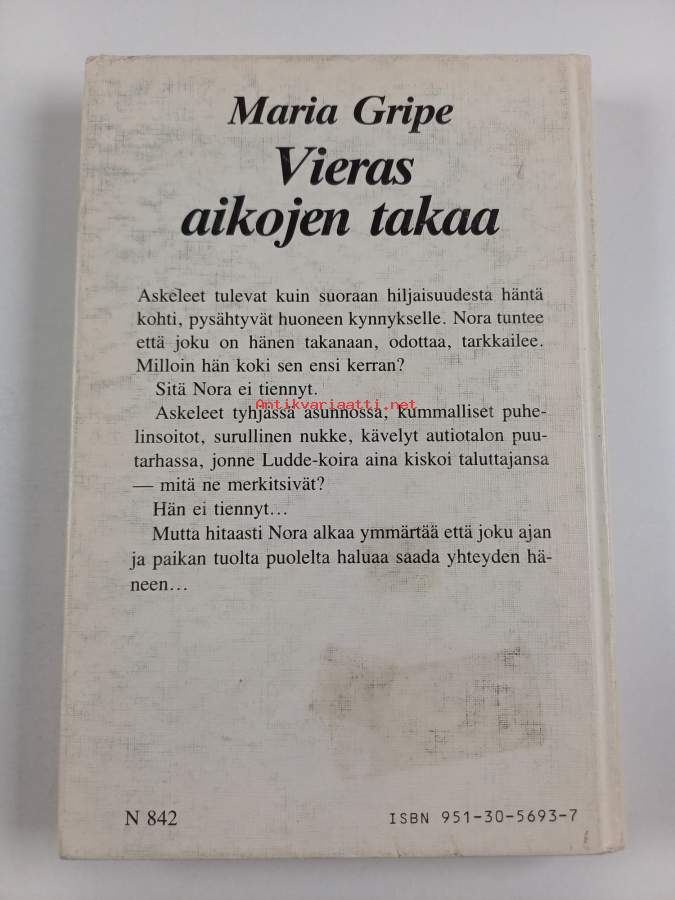 Maria Gripe
Vieras
aikojen takaa
Askeleet tulevat kuin suoraan hiljaisuudesta häntä
kohti, pysähtyvät huoneen kynnykselle. Nora tuntee
että joku on hänen takanaan, odottaa, tarkkailee.
Milloin hän koki sen ensi kerran?
Sitä Nora ei tiennyt.
Antikvariaatti.net
Askeleet tyhjässä asunnossa, kummalliset puhe-
linsoitot, surullinen nukke, kävelyt autiotalon puu-
tarhassa, jonne Ludde-koira aina kiskoi taluttajansa
— mitä ne merkitsivät?
Hän ei tiennyt...
Mutta hitaasti Nora alkaa ymmärtää että joku ajan
ja paikan tuolta puolelta haluaa saada yhteyden hä-
neen...
N 842
ISBN 951-30-5693-7